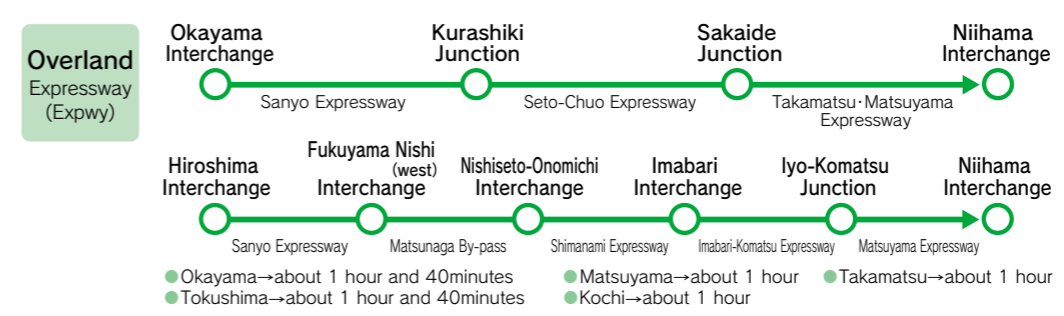 Overland
Expressway
(Expwy)
Okayama
Interchange
Kurashiki
Junction
Sakaide
Junction
Niihama
Interchange
Sanyo Expressway
Seto-Chuo Expressway
Takamatsu·Matsuyama
Expressway
Hiroshima
Interchange
Fukuyama Nishi
(west)
Interchange
Nishiseto-Onomichi
Interchange
Imabari
Interchange
Iyo-Komatsu
Junction
Niihama
Interchange
Sanyo Expressway
Matsunaga By-pass
Shimanami Expressway
Imabari-Komatsu Expressway
Matsuyama Expressway
●Okayama→about 1 hour and 40minutes
●Matsuyama→about 1 hour
●Takamatsu→about 1 hour
●Tokushima→about 1 hour and 40minutes
●Kochi→about 1 hour